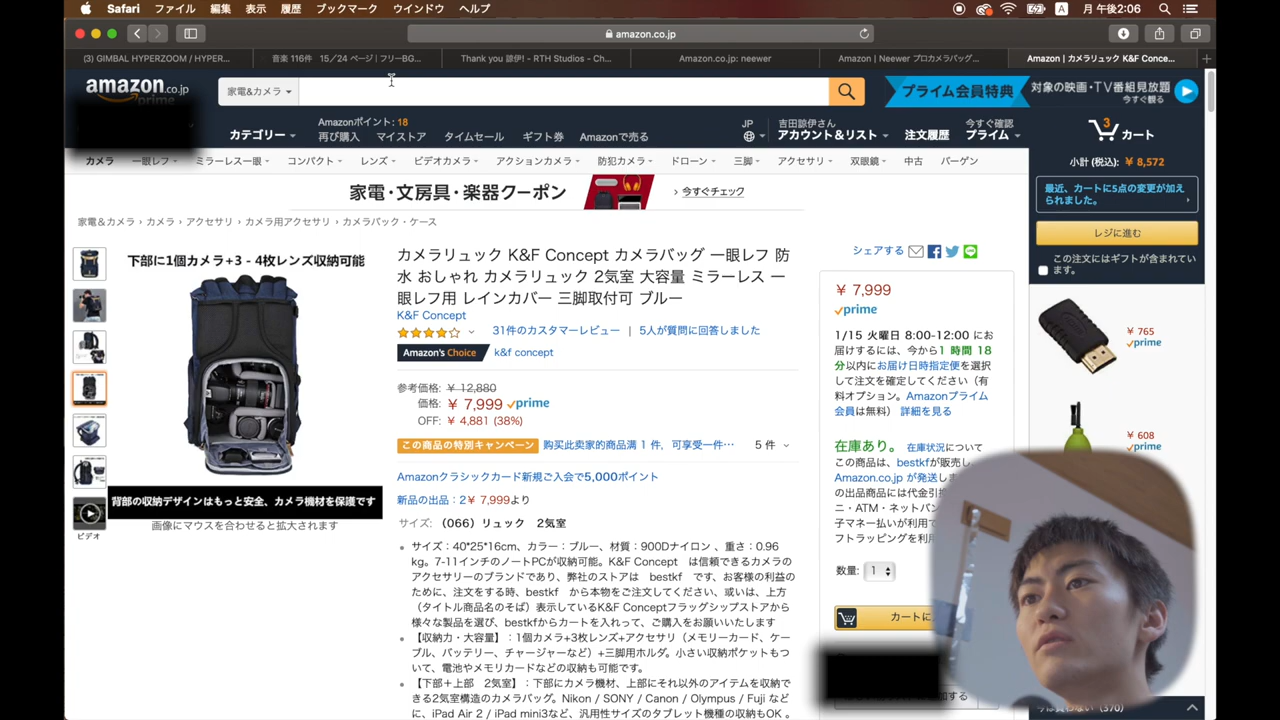 Safari ファイル 編集 表示 履歴 ブックマーク ウインドウ ヘルプ
月 午後2:06
amazon.co.jp
(3) GIMBAL HYPERZOOM / HYPER...
音楽 116件 15／24 ページ｜フリーBG...
Thank you 諒伊! - RTH Studios - Ch...
Amazon.co.jp: neewer
Amazon | Neewer プロカメラバッグ...
Amazon | カメラリュック K&F Conce...
amazon.co.jp
prime
家電&カメラ
プライム会員特典
対象の映画・TV番組見放題
今すぐ観る
カテゴリー
Amazonポイント: 18
再び購入 マイストア タイムセール ギフト券 Amazonで売る
JP
吉田諒伊さん
アカウント＆リスト
注文履歴
今すぐ確認
プライム
3
カート
カメラ 一眼レフ ミラーレス一眼 コンパクト レンズ ビデオカメラ アクションカメラ 防犯カメラ ドローン 三脚 アクセサリ 双眼鏡 中古 バーゲン
小計 (税込): ￥ 8,572
最近、カートに5点の変更が加え
られました。
レジに進む
この注文にはギフトが含まれてい
ます。
家電・文房具・楽器クーポン
› 今すぐチェック
家電＆カメラ › カメラ › アクセサリ › カメラ用アクセサリ › カメラバック・ケース
下部に1個カメラ+3 - 4枚レンズ収納可能
背部の収納デザインはもっと安全、カメラ機材を保護です
画像にマウスを合わせると拡大されます
ビデオ
カメラリュック K&F Concept カメラバッグ 一眼レフ 防
水 おしゃれ カメラリュック 2気室 大容量 ミラーレス 一
眼レフ用 レインカバー 三脚取付可 ブルー
K&F Concept
31件のカスタマーレビュー | 5人が質問に回答しました
Amazon's Choice k&f concept
参考価格: ￥ 12,880
価格: ￥ 7,999 prime
OFF: ￥ 4,881 (38%)
この商品の特別キャンペーン 购买此卖家的商品满 1 件，可享受一件… 5 件
Amazonクラシックカード新規ご入会で5,000ポイント
新品の出品：2￥ 7,999より
サイズ: (066) リュック 2気室
サイズ：40*25*16cm、カラー：ブルー、材質：900Dナイロン 、重さ：0.96
kg。7-11インチのノートPCが収納可能。K&F Concept は信頼できるカメラの
アクセサリーのブランドであり、弊社のストアは bestkf です、お客様の利益の
ために、注文をする時、bestkf から本物をご注文してください、或いは、上方
（タイトル商品名のそば）表示しているK&F Conceptフラッグシップストアから
様々な製品を選び、bestkfからカートを入れって、ご購入をお願いいたします
【収納力・大容量】：1個カメラ+3枚レンズ+アクセサリ（メモリーカード、ケー
ブル、バッテリー、チャージャーなど）+三脚用ホルダ。小さい収納ポケットもつ
いて、電池やメモリカードなどの収納も可能です。
【下部＋上部 2気室】：下部にカメラ機材、上部にそれ以外のアイテムを収納で
きる2気室構造のカメラバッグ。Nikon / SONY / Canon / Olympus / Fuji など
に、iPad Air 2 / iPad mini3など、汎用性サイズのタブレット機種の収納もOK 。
シェアする
￥ 7,999
prime
1/15 火曜日 8:00-12:00 にお
届けするには、今から1 時間 18
分以内にお届け日時指定便を選択
して注文を確定してください（有
料オプション。Amazonプライム
会員は無料） 詳細を見る
在庫あり。 在庫状況について
この商品は、bestkfが販売し
Amazon.co.jp が発送し
の出品商品には代金引
ニ・ATM・ネットバン
子マネー払いが利用で
フトラッピングを利用
数量: 1
カートに
￥ 765
prime
￥ 608
prime